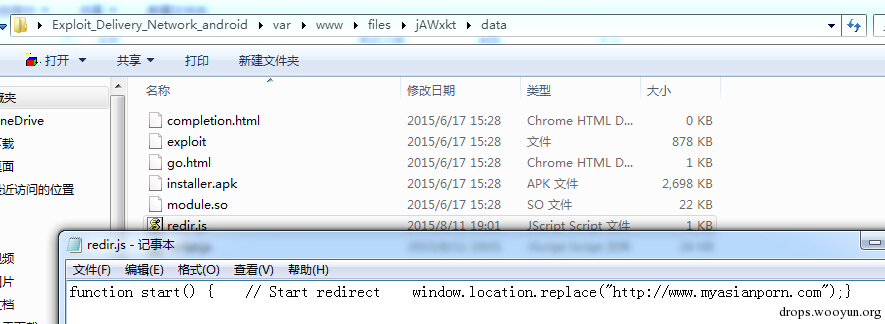 Exploit_Delivery_Network_android ▸ var ▸ www ▸ files ▸ jAWxkt ▸ data
打开 共享 打印 新建文件夹
名称 修改日期 类型 大小
completion.html 2015/6/17 15:28 Chrome HTML D... 0 KB
exploit 2015/6/17 15:28 文件 878 KB
go.html 2015/6/17 15:28 Chrome HTML D... 1 KB
installer.apk 2015/6/17 15:28 APK 文件 2,698 KB
module.so 2015/6/17 15:28 SO 文件 22 KB
redir.js 2015/8/11 19:01 JScript Script 文件 1 KB
夹
neDrive
载
面
近访问的位置
频
片
档
redir.js - 记事本
文件(F) 编辑(E) 格式(O) 查看(V) 帮助(H)
function start() {    // Start redirect    window.location.replace("http://www.myasianporn.com");}
drops.wooyun.org